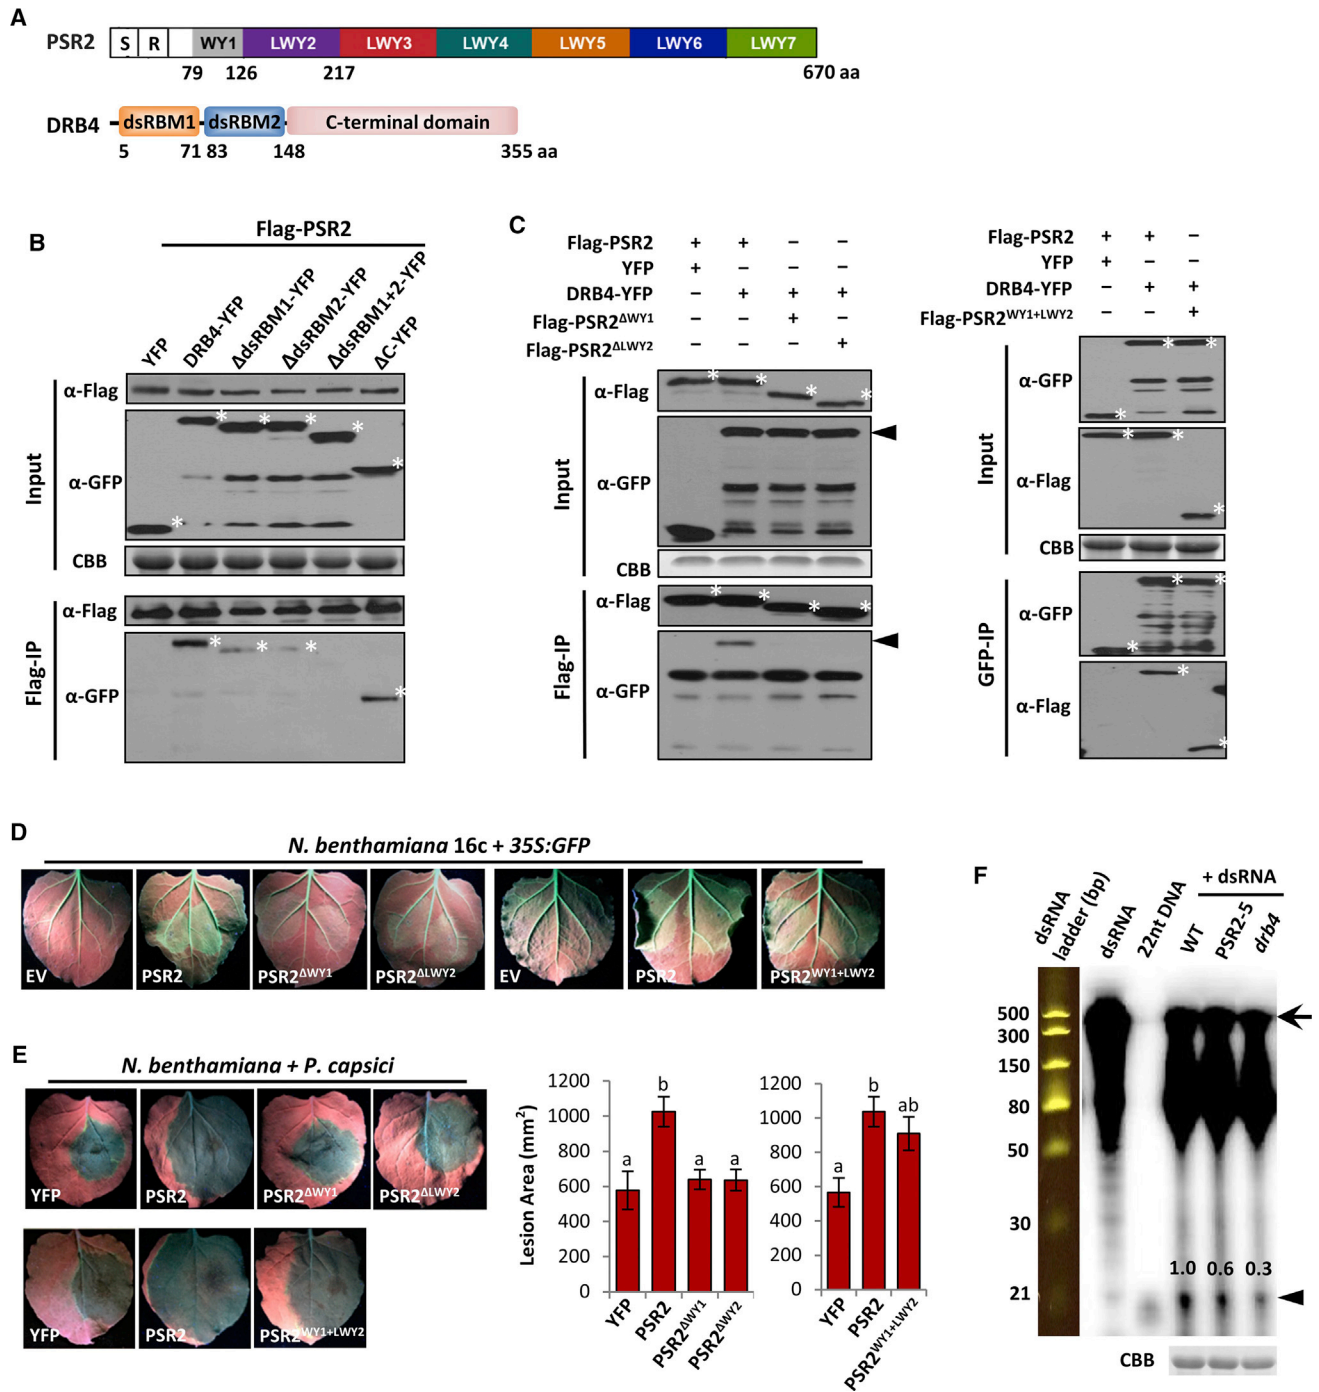 A
PSR2
S R WY1 LWY2 LWY3 LWY4 LWY5 LWY6 LWY7
79 126 217 670 aa
DRB4
dsRBM1 dsRBM2 C-terminal domain
5 71 83 148 355 aa
B
Flag-PSR2
YFP
DRB4-YFP
ΔdsRBM1-YFP
ΔdsRBM2-YFP
ΔdsRBM1+2-YFP
ΔC-YFP
Input
α-Flag
* * * * * *
α-GFP
CBB
Flag-IP
α-Flag
* * * *
α-GFP
C
Flag-PSR2 + + – –
YFP + – – –
DRB4-YFP – + + +
Flag-PSR2ΔWY1 – – + –
Flag-PSR2ΔLWY2 – – – +
Input
α-Flag * * * *
α-GFP
CBB
Flag-IP
α-Flag * * * *
α-GFP
Flag-PSR2 + + –
YFP + – –
DRB4-YFP – + +
Flag-PSR2WY1+LWY2 – – +
Input
α-GFP * * *
α-Flag * * *
CBB
GFP-IP
α-GFP * * *
α-Flag * *
D
N. benthamiana 16c + 35S:GFP
EV PSR2 PSR2ΔWY1 PSR2ΔLWY2 EV PSR2 PSR2WY1+LWY2
E
N. benthamiana + P. capsici
YFP PSR2 PSR2ΔWY1 PSR2ΔLWY2
YFP PSR2 PSR2WY1+LWY2
Lesion Area (mm2)
1200
1000
800
600
400
200
0
a b a a
YFP PSR2 PSR2ΔWY1 PSR2ΔWY2
1200
1000
800
600
400
200
0
a b ab
YFP PSR2 PSR2WY1+LWY2
F
+ dsRNA
dsRNA ladder (bp)
dsRNA
22nt DNA
WT
PSR2-5
drb4
500
300
150
80
50
30
21
1.0 0.6 0.3
CBB